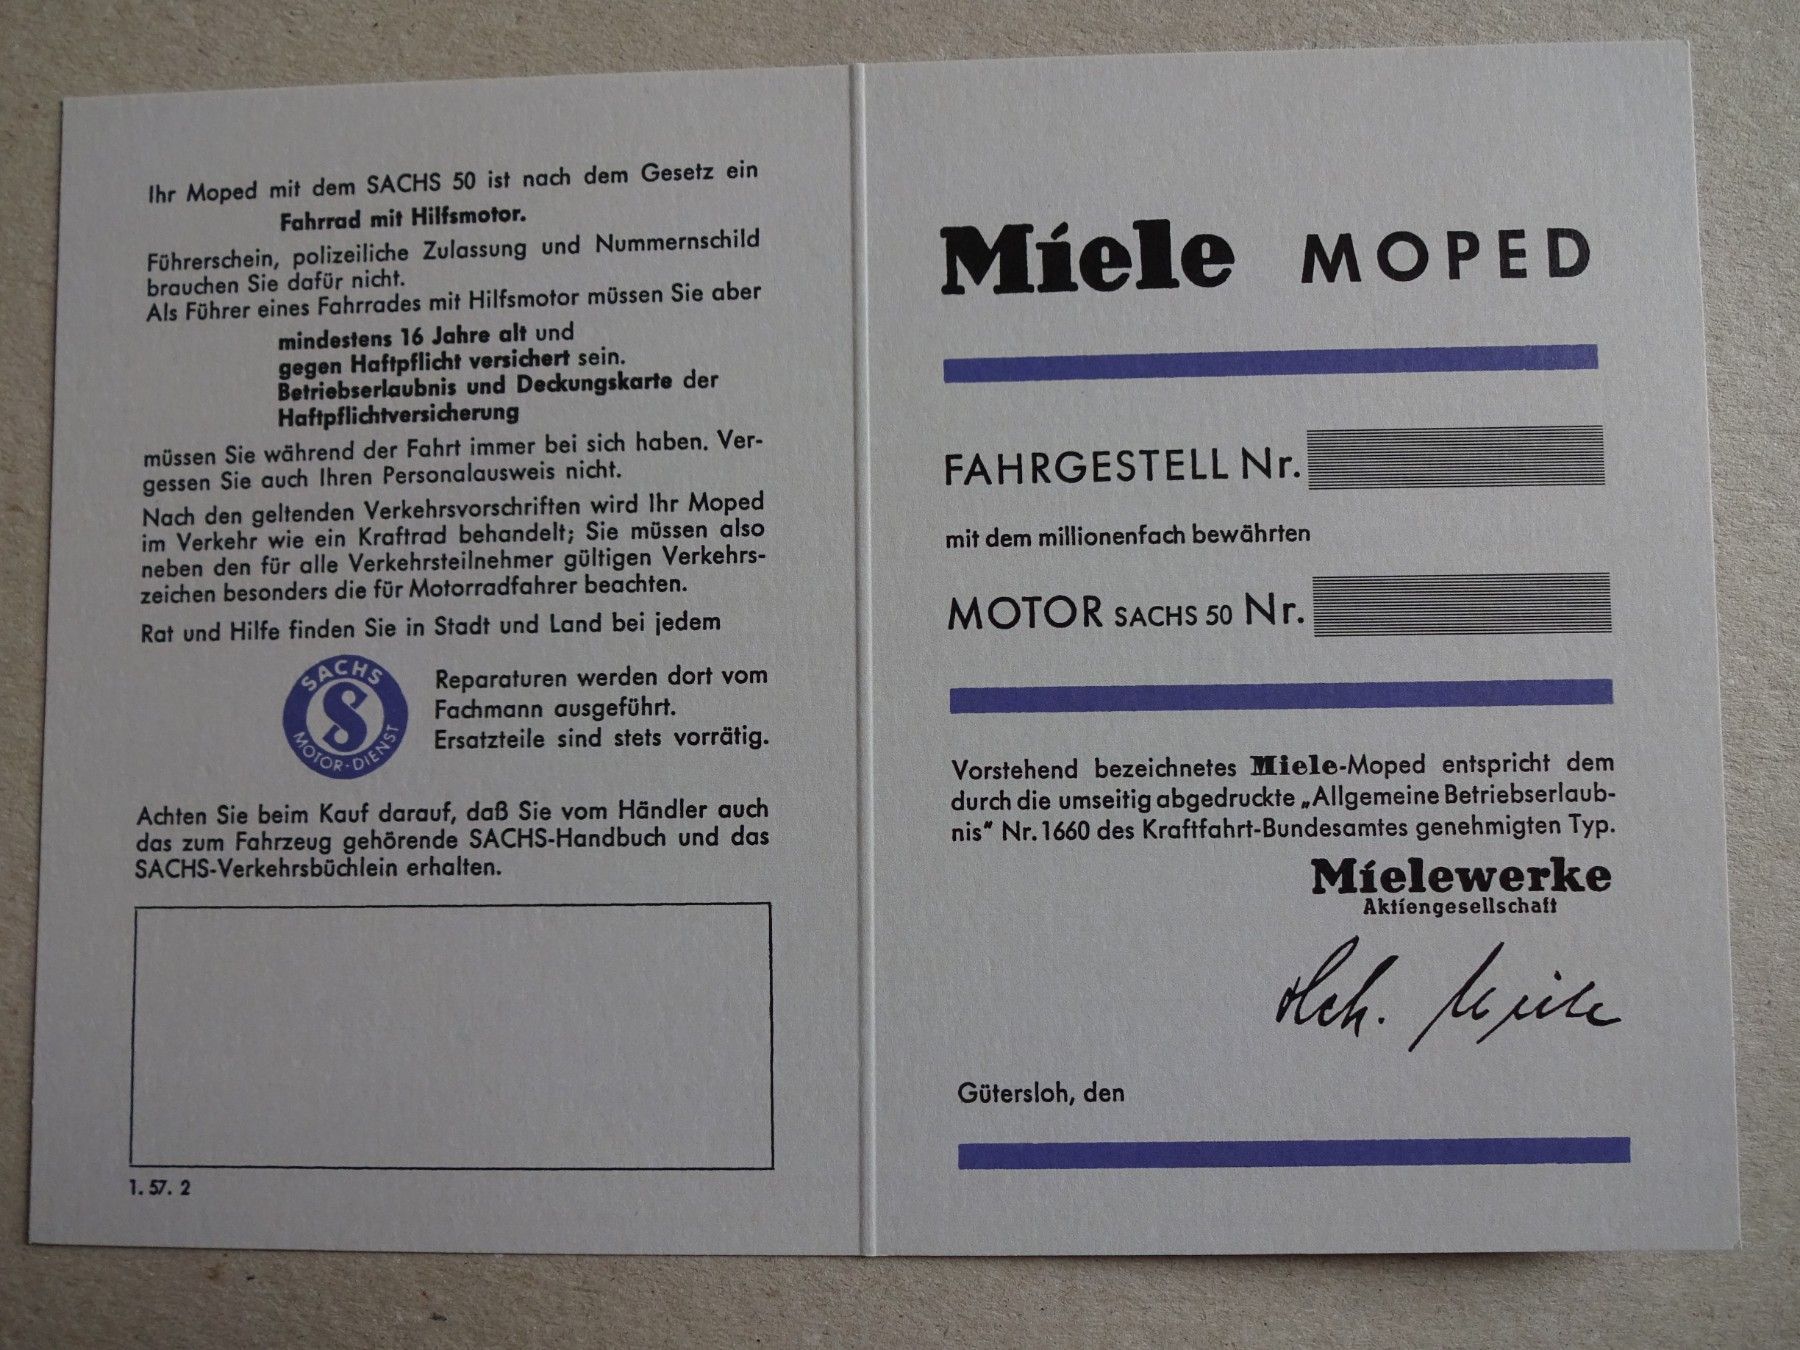 Ihr Moped mit dem SACHS 50 ist nach dem Gesetz ein
Fahrrad mit Hilfsmotor.
Führerschein, polizeiliche Zulassung und Nummernschild
brauchen Sie dafür nicht.
Als Führer eines Fahrrades mit Hilfsmotor müssen Sie aber
mindestens 16 Jahre alt und
gegen Haftpflicht versichert sein.
Betriebserlaubnis und Deckungskarte der
Haftpflichtversicherung
müssen Sie während der Fahrt immer bei sich haben. Ver-
gessen Sie auch Ihren Personalausweis nicht.
Nach den geltenden Verkehrsvorschriften wird Ihr Moped
im Verkehr wie ein Kraftrad behandelt; Sie müssen also
neben den für alle Verkehrsteilnehmer gültigen Verkehrs-
zeichen besonders die für Motorradfahrer beachten.
Rat und Hilfe finden Sie in Stadt und Land bei jedem
SACHS
S
MOTOR-DIENST
Reparaturen werden dort vom
Fachmann ausgeführt.
Ersatzteile sind stets vorrätig.
Achten Sie beim Kauf darauf, daß Sie vom Händler auch
das zum Fahrzeug gehörende SACHS-Handbuch und das
SACHS-Verkehrsbüchlein erhalten.
1. 57. 2
Miele MOPED
FAHRGESTELL Nr.
mit dem millionenfach bewährten
MOTOR SACHS 50 Nr.
Vorstehend bezeichnetes Miele-Moped entspricht dem
durch die umseitig abgedruckte „Allgemeine Betriebserlaub-
nis" Nr. 1660 des Kraftfahrt-Bundesamtes genehmigten Typ.
Mielewerke
Aktiengesellschaft
Gütersloh, den